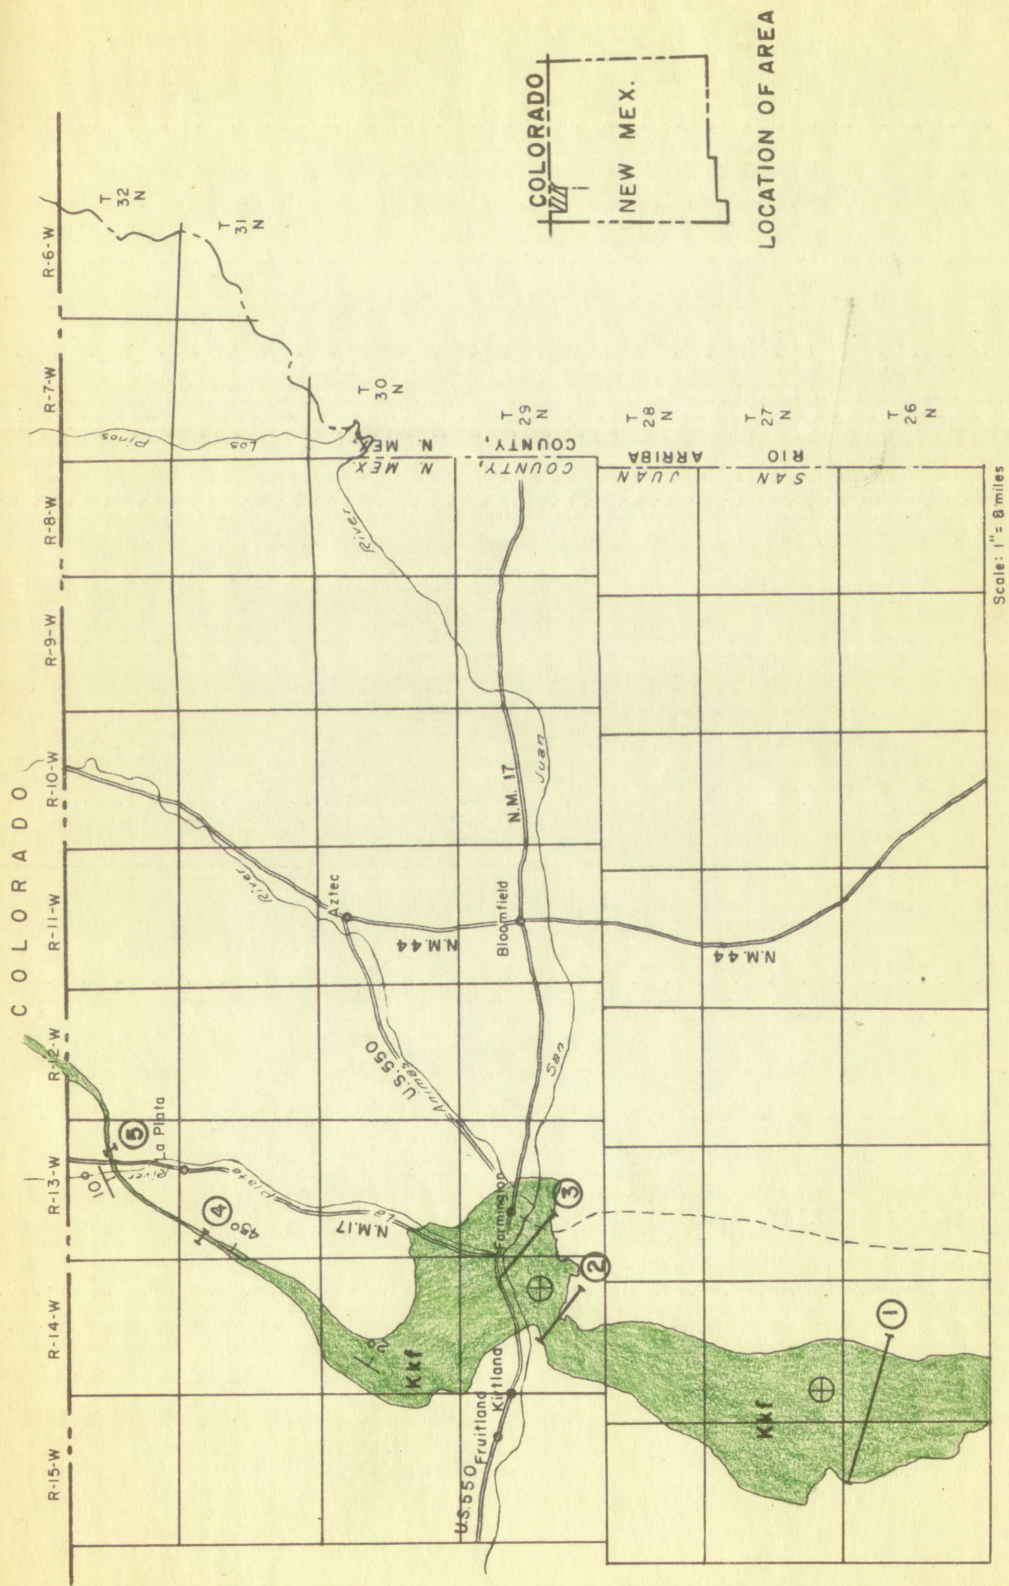 COLORADO
R-15-W
R-14-W
R-13-W
R-12-W
R-11-W
R-10-W
R-9-W
R-8-W
R-7-W
R-6-W
T
32
N
T
31
N
T
30
N
T
29
N
T
28
N
T
27
N
T
26
N
Los Pinos
River
N. MEX
N. MEX
COUNTY,
COUNTY,
RIO ARRIBA
SAN JUAN
COLORADO
NEW MEX.
LOCATION OF AREA
Scale: 1" = 8 miles
Aztec
River
Animas
U.S. 550
N.M. 44
Bloomfield
N.M. 17
San Juan
N.M. 44
La Plata
River
La Plata
N.M. 17
10°
5
4
45°
Farmington
3
2
1
Kkf
Kkf
20
Kirtland
Fruitland
U.S. 550